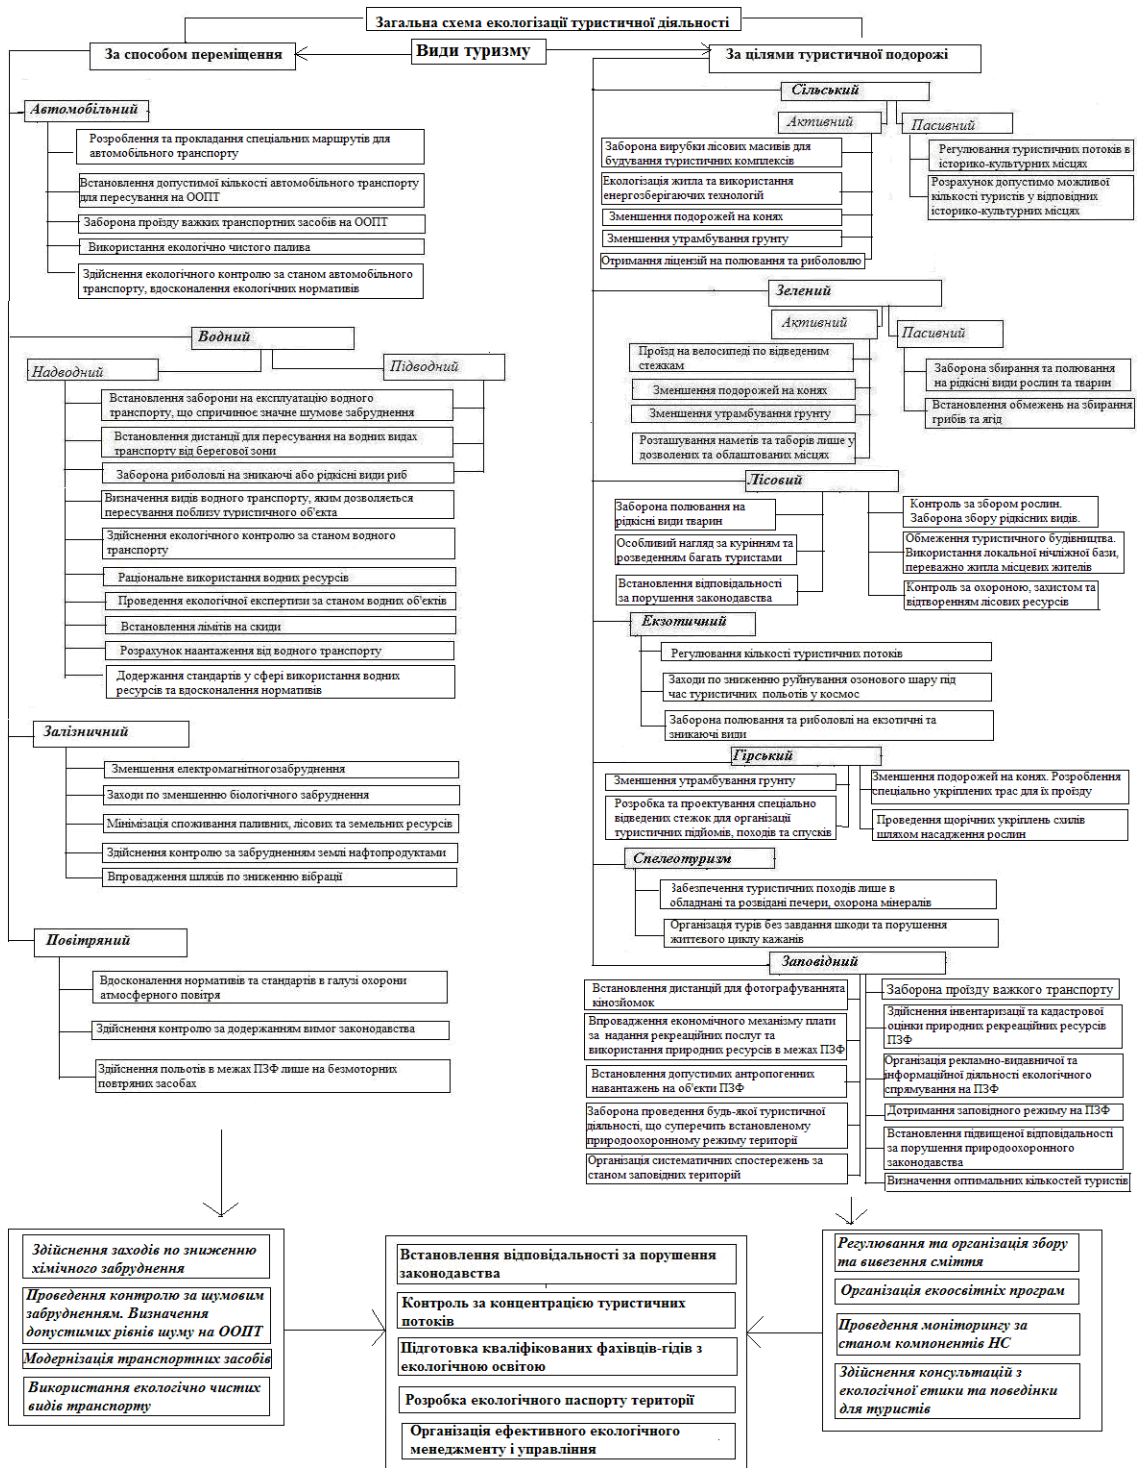 Загальна схема екологізації туристичної діяльності
За способом переміщення
Види туризму
За цілями туристичної подорожі
Автомобільний
Розроблення та прокладання спеціальних маршрутів для
автомобільного транспорту
Встановлення допустимої кількості автомобільного транспорту
для пересування на ООПТ
Заборона проїзду важких транспортних засобів на ООПТ
Використання екологічно чистого палива
Здійснення екологічного контролю за станом автомобільного
транспорту, вдосконалення екологічних нормативів
Водний
Надводний
Підводний
Встановлення заборони на експлуатацію водного
транспорту, що спричинює значне шумове забруднення
Встановлення дистанції для пересування на водних видах
транспорту від берегової зони
Заборона риболовлі на зникаючі або рідкісні види риб
Визначення видів водного транспорту, яким дозволяється
пересування поблизу туристичного об'єкта
Здійснення екологічного контролю за станом водного
транспорту
Раціональне використання водних ресурсів
Проведення екологічної експертизи за станом водних об'єктів
Встановлення лімітів на скиди
Розрахунок наантаження від водного транспорту
Додержання стандартів у сфері використання водних
ресурсів та вдосконалення нормативів
Залізничний
Зменшення електромагнітногозабруднення
Заходи по зменшенню біологічного забруднення
Мінімізація споживання паливних, лісових та земельних ресурсів
Здійснення контролю за забрудненням землі нафтопродуктами
Впровадження шляхів по зниженню вібрації
Повітряний
Вдосконалення нормативів та стандартів в галузі охорони
атмосферного повітря
Здійснення контролю за додержанням вимог законодавства
Здійснення польотів в межах ПЗФ лише на безмоторних
повтряних засобах
Сільський
Активний
Пасивний
Заборона вирубки лісових масивів для
будування туристичних комплексів
Екологізація житла та використання
енергозберігаючих технологій
Зменшення подорожей на конях
Зменшення утрамбування грунту
Отримання ліцензій на полювання та риболовлю
Регулювання туристичних потоків в
історико-культурних місцях
Розрахунок допустимо можливої
кількості туристів у відповідних
історико-культурних місцях
Зелений
Активний
Пасивний
Проїзд на велосипеді по відведеним
стежкам
Зменшення подорожей на конях
Зменшення утрамбування грунту
Розташування наметів та таборів лише у
дозволених та облаштованих місцях
Заборона збирання та полювання
на рідкісні види рослин та тварин
Встановлення обмежень на збирання
грибів та ягід
Лісовий
Заборона полювання на
рідкісні види тварин
Особливий нагляд за курінням та
розведенням багать туристами
Встановлення відповідальності
за порушення законодавства
Контроль за збором рослин.
Заборона збору рідкісних видів.
Обмеження туристичного будівництва.
Використання локальної нічліжної бази,
переважно житла місцевих жителів
Контроль за охороною, захистом та
відтворенням лісових ресурсів
Екзотичний
Регулювання кількості туристичних потоків
Заходи по зниженню руйнування озонового шару під
час туристичних польотів у космос
Заборона полювання та риболовлі на екзотичні та
зникаючі види
Гірський
Зменшення утрамбування грунту
Розробка та проектування спеціально
відведених стежок для організації
туристичних підйомів, походів та спусків
Зменшення подорожей на конях. Розроблення
спеціально укріплених трас для їх проїзду
Проведення щорічних укріплень схилів
шляхом насадження рослин
Спелеотуризм
Забезпечення туристичних походів лише в
обладнані та розвідані печери, охорона мінералів
Організація турів без завдання шкоди та порушення
життєвого циклу кажанів
Заповідний
Встановлення дистанцій для фотографуваннята
кінозйомок
Впровадження економічного механізму плати
за надання рекреаційних послуг та
використання природних ресурсів в межах ПЗФ
Встановлення допустимих антропогенних
навантажень на об'єкти ПЗФ
Заборона проведення будь-якої туристичної
діяльності, що суперечить встановленому
природоохоронному режиму території
Організація систематичних спостережень за
станом заповідних територій
Заборона проїзду важкого транспорту
Здійснення інвентаризації та кадастрової
оцінки природних рекреаційних ресурсів
ПЗФ
Організація рекламно-видавничої та
інформаційної діяльності екологічного
спрямування на ПЗФ
Дотримання заповідного режиму на ПЗФ
Встановлення підвищеної відповідальності
за порушення природоохоронного
законодавства
Визначення оптимальних кількостей туристів
Здійснення заходів по зниженню
хімічного забруднення
Проведення контролю за шумовим
забрудненням. Визначення
допустимих рівнів шуму на ООПТ
Модернізація транспортних засобів
Використання екологічно чистих
видів транспорту
Встановлення відповідальності за порушення
законодавства
Контроль за концентрацією туристичних
потоків
Підготовка кваліфікованих фахівців-гідів з
екологічною освітою
Розробка екологічного паспорту території
Організація ефективного екологічного
менеджменту і управління
Регулювання та організація збору
та вивезення сміття
Організація екоосвітніх програм
Проведення моніторингу за
станом компонентів НС
Здійснення консультацій з
екологічної етики та поведінки
для туристів